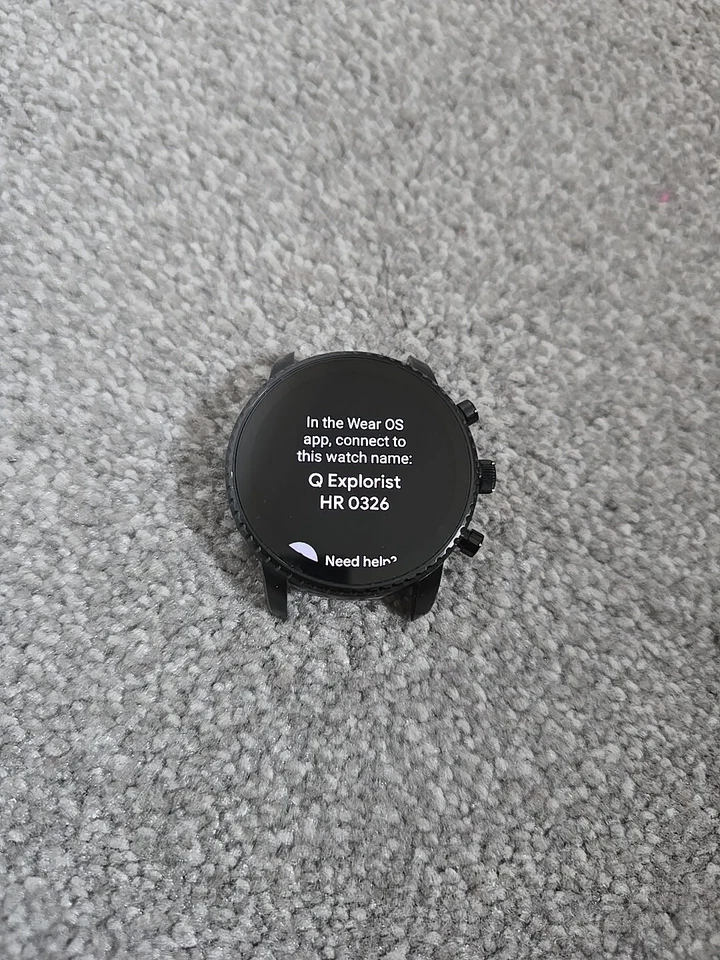 In the Wear OS
app, connect to
this watch name:
Q Explorist
HR 0326
Need help?